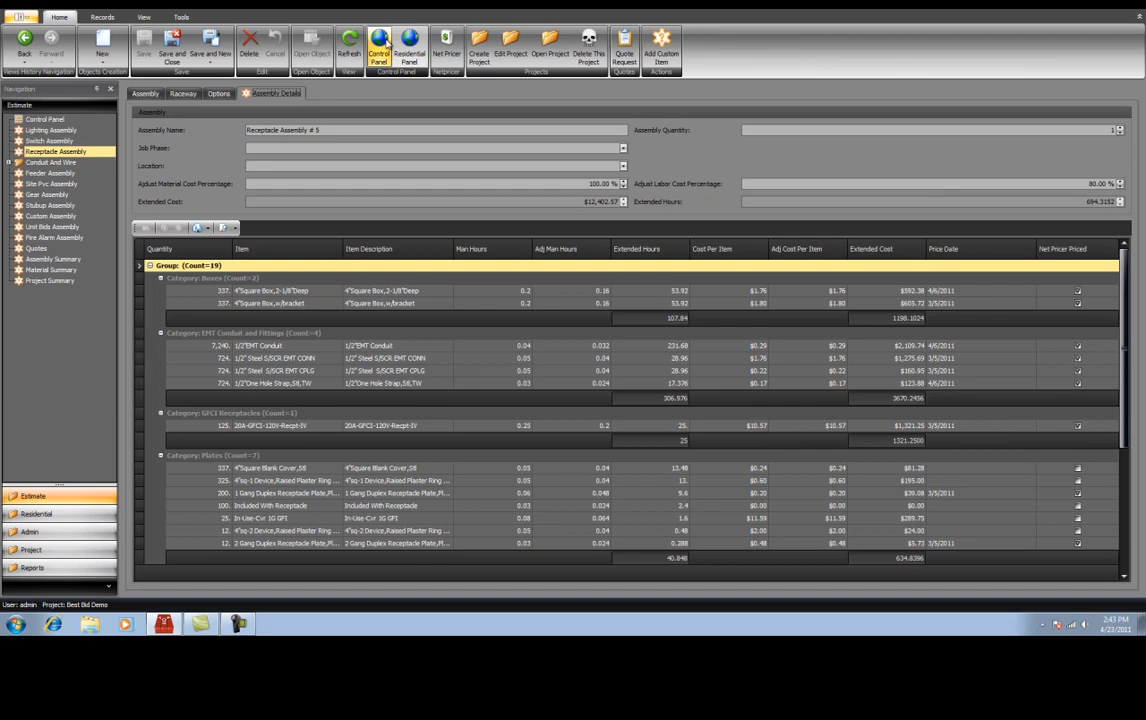 Home Records View Tools
Back Forward New Save Save and Close Save and New Delete Cancel Open Object Refresh Control Panel Residential Panel Net Pricer Create Project Edit Project Open Project Delete This Project Quote Request Add Custom Item
Views History Navigation Objects Creation Save Edit Open Object View Control Panel Netpricer Projects Quotes Actions
Navigation
Estimate
Control Panel
Lighting Assembly
Switch Assembly
Receptacle Assembly
Conduit And Wire
Feeder Assembly
Site Pvc Assembly
Gear Assembly
Stubup Assembly
Custom Assembly
Unit Bids Assembly
Fire Alarm Assembly
Quotes
Assembly Summary
Material Summary
Project Summary
Estimate
Residential
Admin
Project
Reports
Assembly Raceway Options Assembly Details
Assembly
Assembly Name: Receptacle Assembly # 5 Assembly Quantity: 1
Job Phase:
Location:
Ajdust Material Cost Percentage: 100.00 % Adjust Labor Cost Percentage: 80.00 %
Extended Cost: $12,402.57 Extended Hours: 694.3152
Quantity Item Item Description Man Hours Adj Man Hours Extended Hours Cost Per Item Adj Cost Per Item Extended Cost Price Date Net Pricer Priced
Group: (Count=19)
Category: Boxes (Count=2)
337. 4"Square Box,2-1/8"Deep 4"Square Box,2-1/8"Deep 0.2 0.16 53.92 $1.76 $1.76 $592.38 4/6/2011
337. 4"Square Box,w/bracket 4"Square Box,w/bracket 0.2 0.16 53.92 $1.80 $1.80 $605.72 3/5/2011
107.84 1198.1024
Category: EMT Conduit and Fittings (Count=4)
7,240. 1/2"EMT Conduit 1/2"EMT Conduit 0.04 0.032 231.68 $0.29 $0.29 $2,109.74 4/6/2011
724. 1/2" Steel S/SCR EMT CONN 1/2" Steel S/SCR EMT CONN 0.05 0.04 28.96 $1.76 $1.76 $1,275.69 3/5/2011
724. 1/2" Steel S/SCR EMT CPLG 1/2" Steel S/SCR EMT CPLG 0.05 0.04 28.96 $0.22 $0.22 $160.95 3/5/2011
724. 1/2"One Hole Strap,Stl,TW 1/2"One Hole Strap,Stl,TW 0.03 0.024 17.376 $0.17 $0.17 $123.88 4/6/2011
306.976 3670.2456
Category: GFCI Receptacles (Count=1)
125. 20A-GFCI-120V-Recpt-IV 20A-GFCI-120V-Recpt-IV 0.25 0.2 25. $10.57 $10.57 $1,321.25 3/5/2011
25 1321.2500
Category: Plates (Count=7)
337. 4"Square Blank Cover,Stl 4"Square Blank Cover,Stl 0.05 0.04 13.48 $0.24 $0.24 $81.28
325. 4"sq-1 Device,Raised Plaster Ring ... 4"sq-1 Device,Raised Plaster Ring ... 0.05 0.04 13. $0.60 $0.60 $195.00
200. 1 Gang Duplex Receptacle Plate,Pl... 1 Gang Duplex Receptacle Plate,Pl... 0.06 0.048 9.6 $0.20 $0.20 $39.08 3/5/2011
100. Included With Receptacle Included With Receptacle 0.03 0.024 2.4 $0.00 $0.00 $0.00
25. In-Use-Cvr 1G GFI In-Use-Cvr 1G GFI 0.08 0.064 1.6 $11.59 $11.59 $289.75
12. 4"sq-2 Device,Raised Plaster Ring ... 4"sq-2 Device,Raised Plaster Ring ... 0.05 0.04 0.48 $2.00 $2.00 $24.00
12. 2 Gang Duplex Receptacle Plate,Pl... 2 Gang Duplex Receptacle Plate,Pl... 0.03 0.024 0.288 $0.48 $0.48 $5.73 3/5/2011
40.848 634.8396
User: admin Project: Best Bid Demo
2:43 PM
4/23/2011